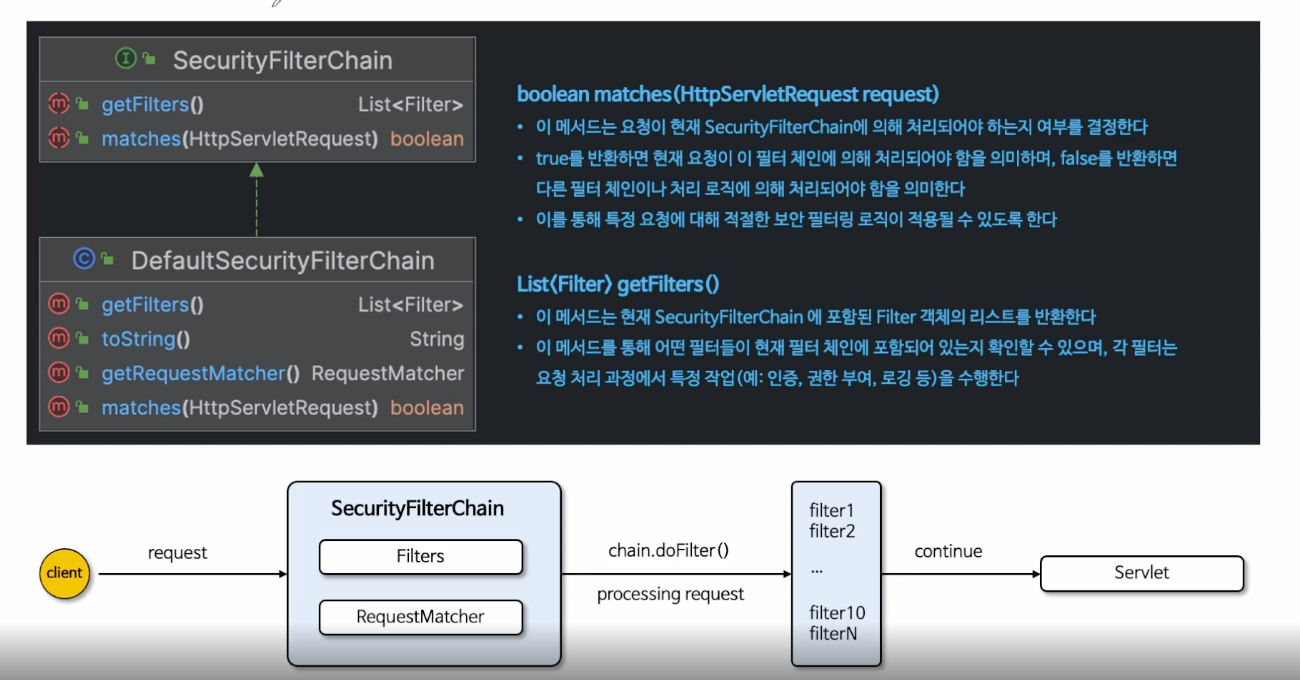 SecurityFilterChain
getFilters() List<Filter>
matches(HttpServletRequest) boolean
DefaultSecurityFilterChain
getFilters() List<Filter>
toString() String
getRequestMatcher() RequestMatcher
matches(HttpServletRequest) boolean
boolean matches(HttpServletRequest request)
• 이 메서드는 요청이 현재 SecurityFilterChain에 의해 처리되어야 하는지 여부를 결정한다
• true를 반환하면 현재 요청이 이 필터 체인에 의해 처리되어야 함을 의미하며, false를 반환하면
다른 필터 체인이나 처리 로직에 의해 처리되어야 함을 의미한다
• 이를 통해 특정 요청에 대해 적절한 보안 필터링 로직이 적용될 수 있도록 한다
List<Filter> getFilters()
• 이 메서드는 현재 SecurityFilterChain 에 포함된 Filter 객체의 리스트를 반환한다
• 이 메서드를 통해 어떤 필터들이 현재 필터 체인에 포함되어 있는지 확인할 수 있으며, 각 필터는
요청 처리 과정에서 특정 작업(예: 인증, 권한 부여, 로깅 등)을 수행한다
client
request
SecurityFilterChain
Filters
RequestMatcher
chain.doFilter()
processing request
filter1
filter2
...
filter10
filterN
continue
Servlet